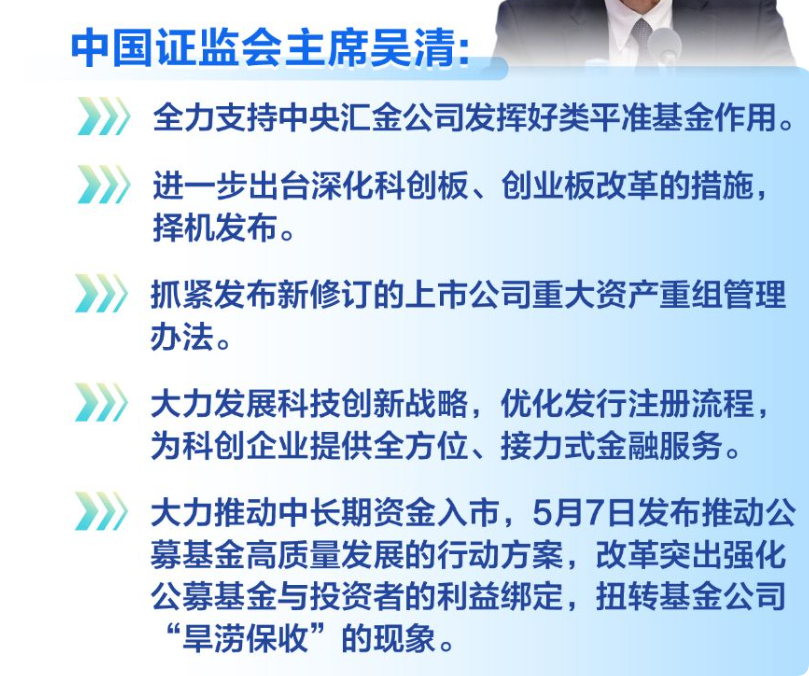 中国证监会主席吴清:
全力支持中央汇金公司发挥好类平准基金作用。
进一步出台深化科创板、创业板改革的措施，
择机发布。
抓紧发布新修订的上市公司重大资产重组管理
办法。
大力发展科技创新战略，优化发行注册流程，
为科创企业提供全方位、接力式金融服务。
大力推动中长期资金入市，5月7日发布推动公
募基金高质量发展的行动方案，改革突出强化
公募基金与投资者的利益绑定，扭转基金公司
“旱涝保收”的现象。